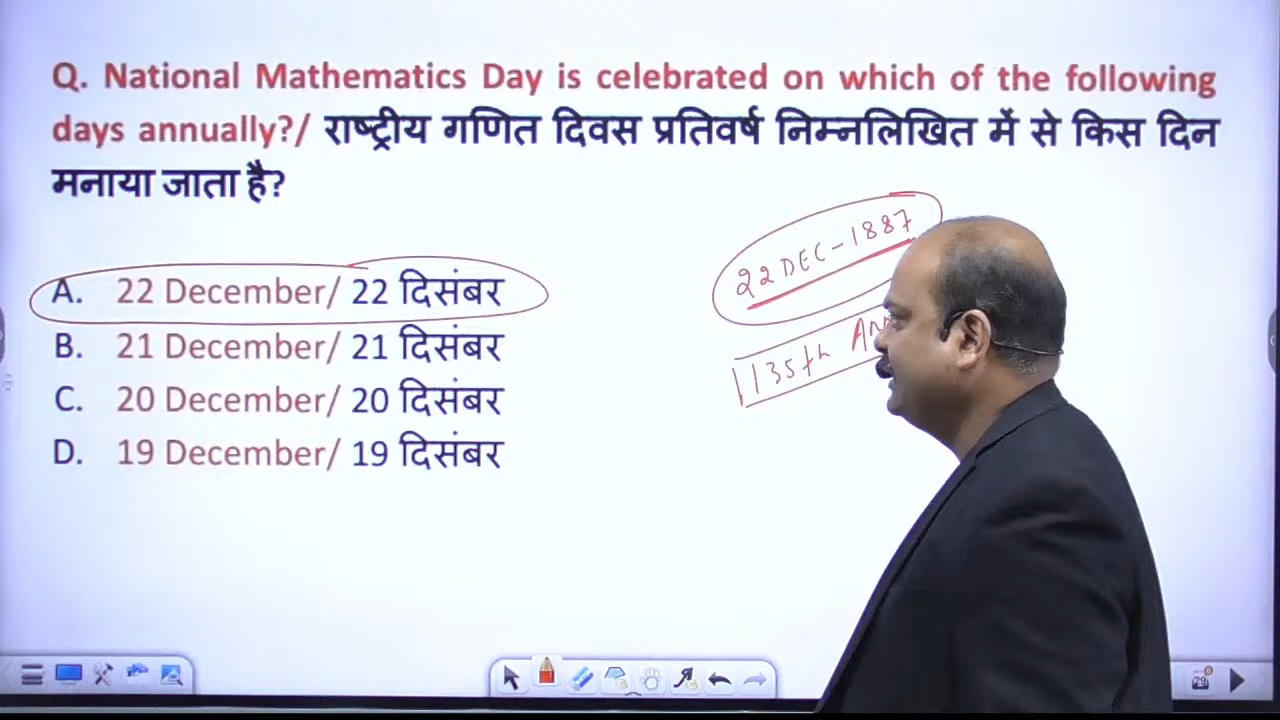 Q. National Mathematics Day is celebrated on which of the following
days annually?/ राष्ट्रीय गणित दिवस प्रतिवर्ष निम्नलिखित में से किस दिन
मनाया जाता है?
22 DEC-1887
A. 22 December/ 22 दिसंबर
135th
B. 21 December/ 21 दिसंबर
C. 20 December/ 20 दिसंबर
D. 19 December/ 19 दिसंबर